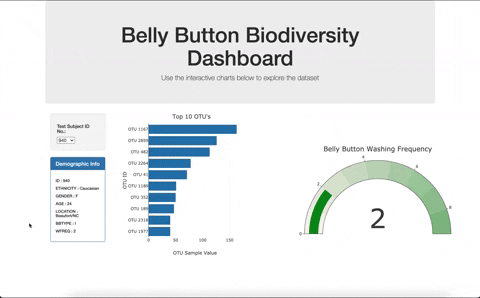 Belly Button Biodiversity
Dashboard
Use the interactive charts below to explore the dataset
Test Subject ID
No.:
940
Demographic Info
ID : 940
ETHNICITY : Caucasian
GENDER : F
AGE : 24
LOCATION :
Beaufort/NC
BBTYPE : I
WFREQ : 2
Top 10 OTU's
OTU ID
OTU 1167
OTU 2859
OTU 482
OTU 2264
OTU 41
OTU 1189
OTU 352
OTU 189
OTU 2318
OTU 1977
0 50 100 150
OTU Sample Value
Belly Button Washing Frequency
0
2
4
6
8
2